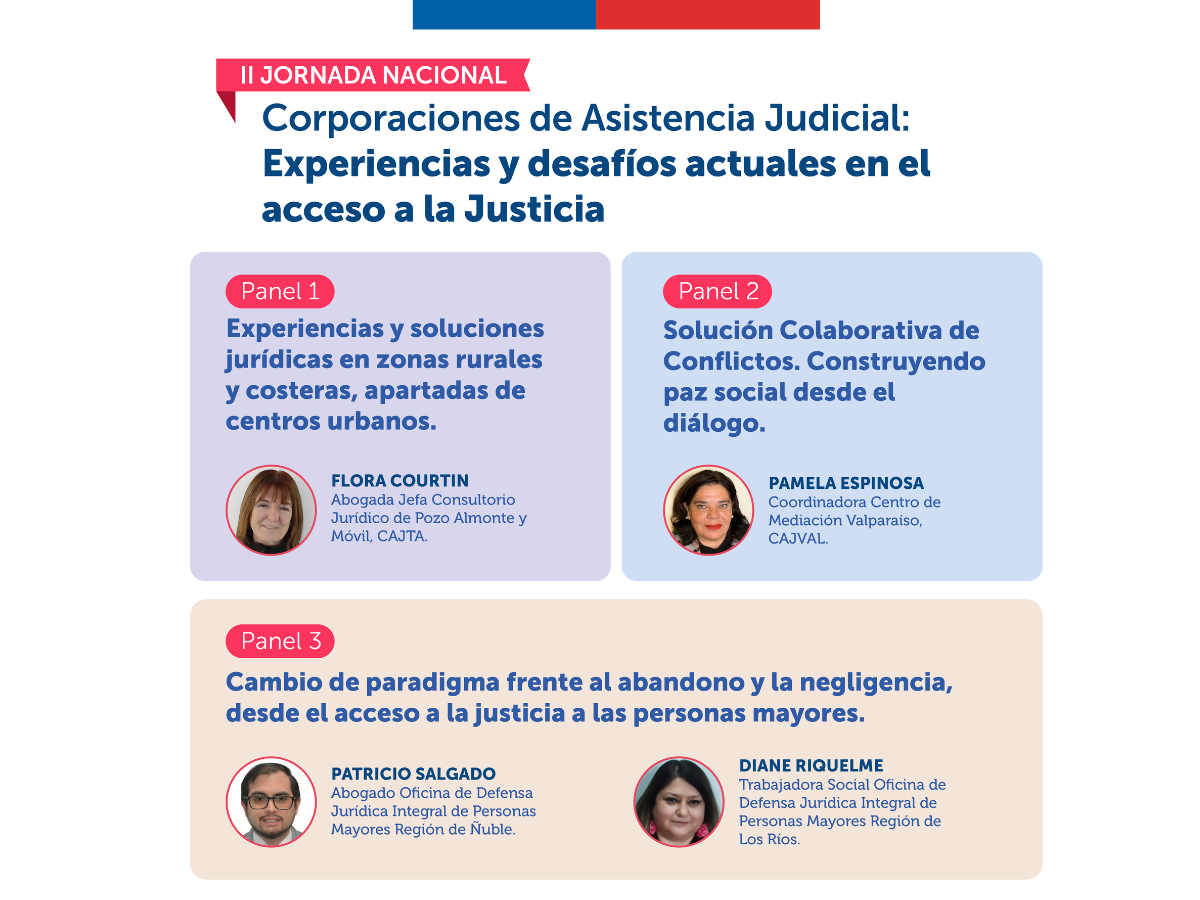 II JORNADA NACIONAL
Corporaciones de Asistencia Judicial:
Experiencias y desafíos actuales en el
acceso a la Justicia
Panel 1
Experiencias y soluciones
jurídicas en zonas rurales
y costeras, apartadas de
centros urbanos.
FLORA COURTIN
Abogada Jefa Consultorio
Jurídico de Pozo Almonte y
Móvil, CAJTA.
Panel 2
Solución Colaborativa de
Conflictos. Construyendo
paz social desde el
diálogo.
PAMELA ESPINOSA
Coordinadora Centro de
Mediación Valparaíso,
CAJVAL.
Panel 3
Cambio de paradigma frente al abandono y la negligencia,
desde el acceso a la justicia a las personas mayores.
PATRICIO SALGADO
Abogado Oficina de Defensa
Jurídica Integral de Personas
Mayores Región de Ñuble.
DIANE RIQUELME
Trabajadora Social Oficina de
Defensa Jurídica Integral de
Personas Mayores Región de
Los Ríos.